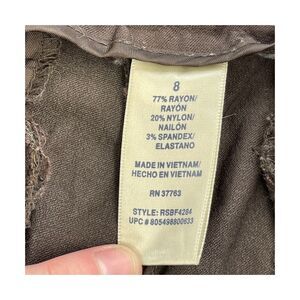 8
77% RAYON/
RAYÓN
20% NYLON/
NAILÓN
3% SPANDEX/
ELASTANO
MADE IN VIETNAM/
HECHO EN VIETNAM
RN 37763
STYLE: RSBF4284
UPC # 805498800633